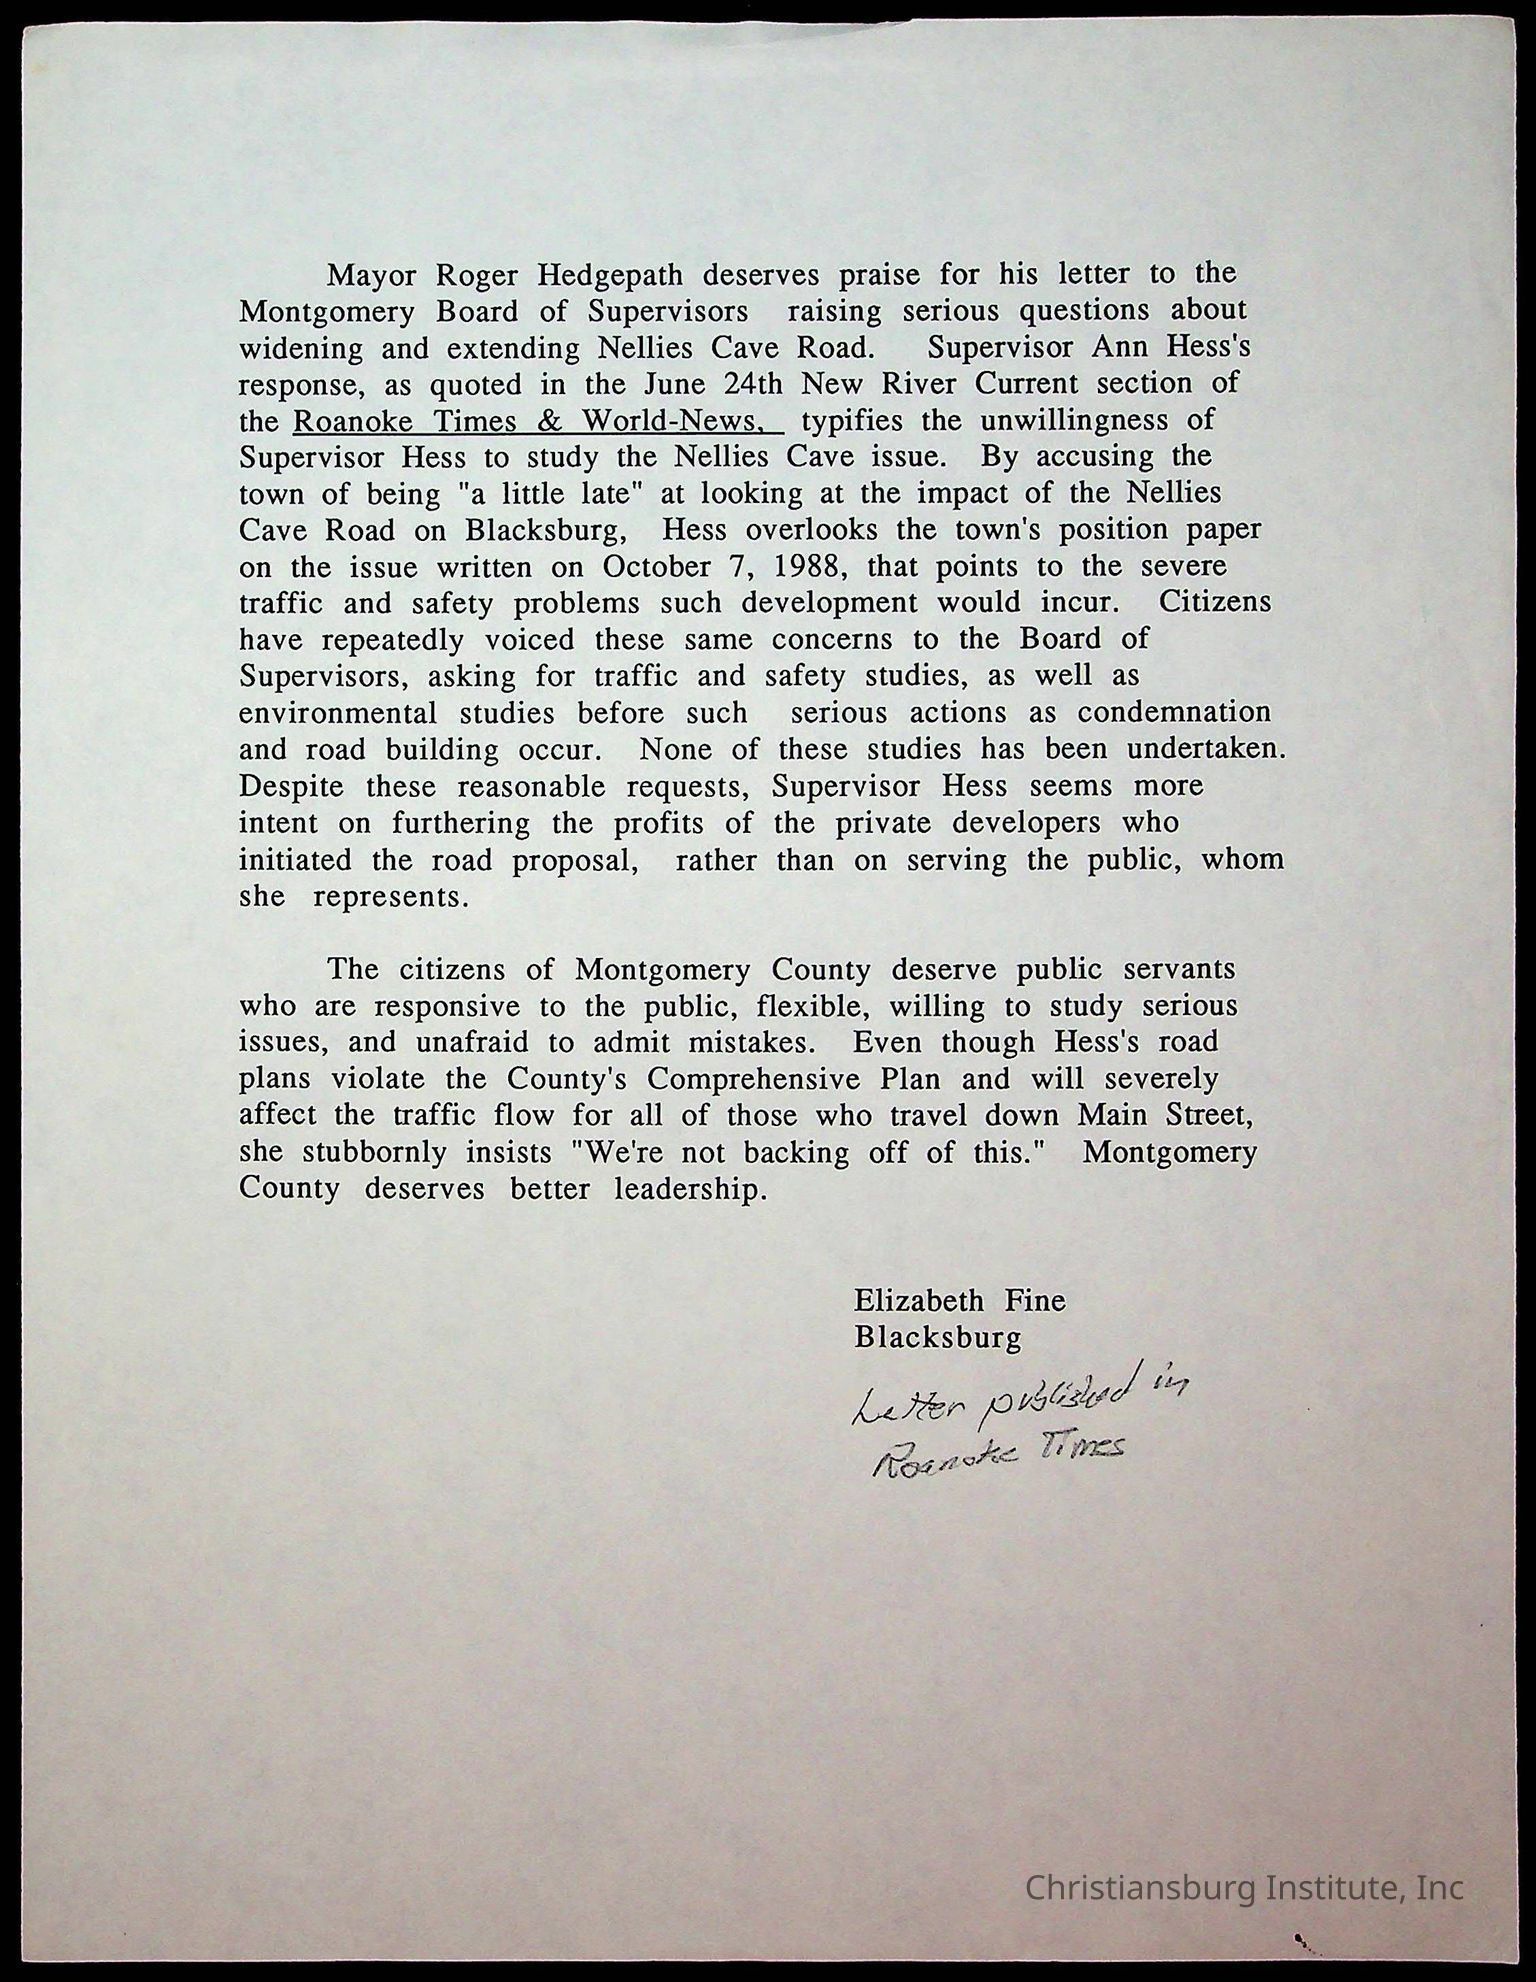 Mayor Roger Hedgepath deserves praise for his letter to the
Montgomery Board of Supervisors raising serious questions about
widening and extending Nellies Cave Road. Supervisor Ann Hess's
response, as quoted in the June 24th New River Current section of
the Roanoke Times & World-News, typifies the unwillingness of
Supervisor Hess to study the Nellies Cave issue. By accusing the
town of being "a little late" at looking at the impact of the Nellies
Cave Road on Blacksburg, Hess overlooks the town's position paper
on the issue written on October 7, 1988, that points to the severe
traffic and safety problems such development would incur. Citizens
have repeatedly voiced these same concerns to the Board of
Supervisors, asking for traffic and safety studies, as well as
environmental studies before such serious actions as condemnation
and road building occur. None of these studies has been undertaken.
Despite these reasonable requests, Supervisor Hess seems more
intent on furthering the profits of the private developers who
initiated the road proposal, rather than on serving the public, whom
she represents.
The citizens of Montgomery County deserve public servants
who are responsive to the public, flexible, willing to study serious
issues, and unafraid to admit mistakes. Even though Hess's road
plans violate the County's Comprehensive Plan and will severely
affect the traffic flow for all of those who travel down Main Street,
she stubbornly insists "We're not backing off of this." Montgomery
County deserves better leadership.
Elizabeth Fine
Blacksburg
Letter published in
Roanoke Times
Christiansburg Institute, Inc